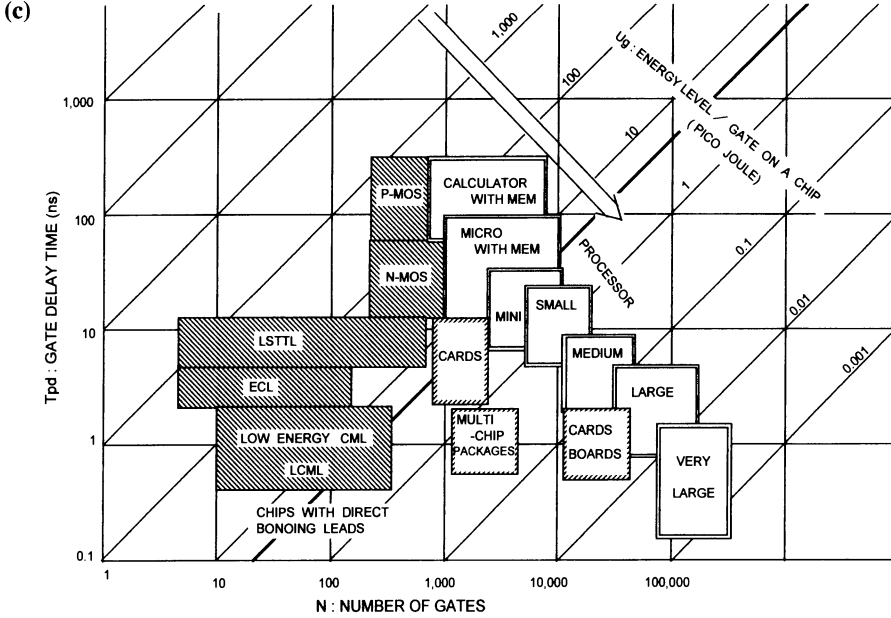 (c)
1,000
Ug : ENERGY LEVEL / GATE ON A CHIP
( PICO JOULE)
100
1,000
10
P-MOS
CALCULATOR
WITH MEM
1
100
MICRO
WITH MEM
PROCESSOR
0.1
N-MOS
MINI
SMALL
0.01
10
LSTTL
CARDS
MEDIUM
0.001
ECL
LARGE
MULTI
-CHIP
PACKAGES
CARDS
BOARDS
1
LOW ENERGY CML
LCML
VERY
LARGE
CHIPS WITH DIRECT
BONOING LEADS
0.1
1
10
100
1,000
10,000
100,000
N : NUMBER OF GATES
Tpd : GATE DELAY TIME (ns)